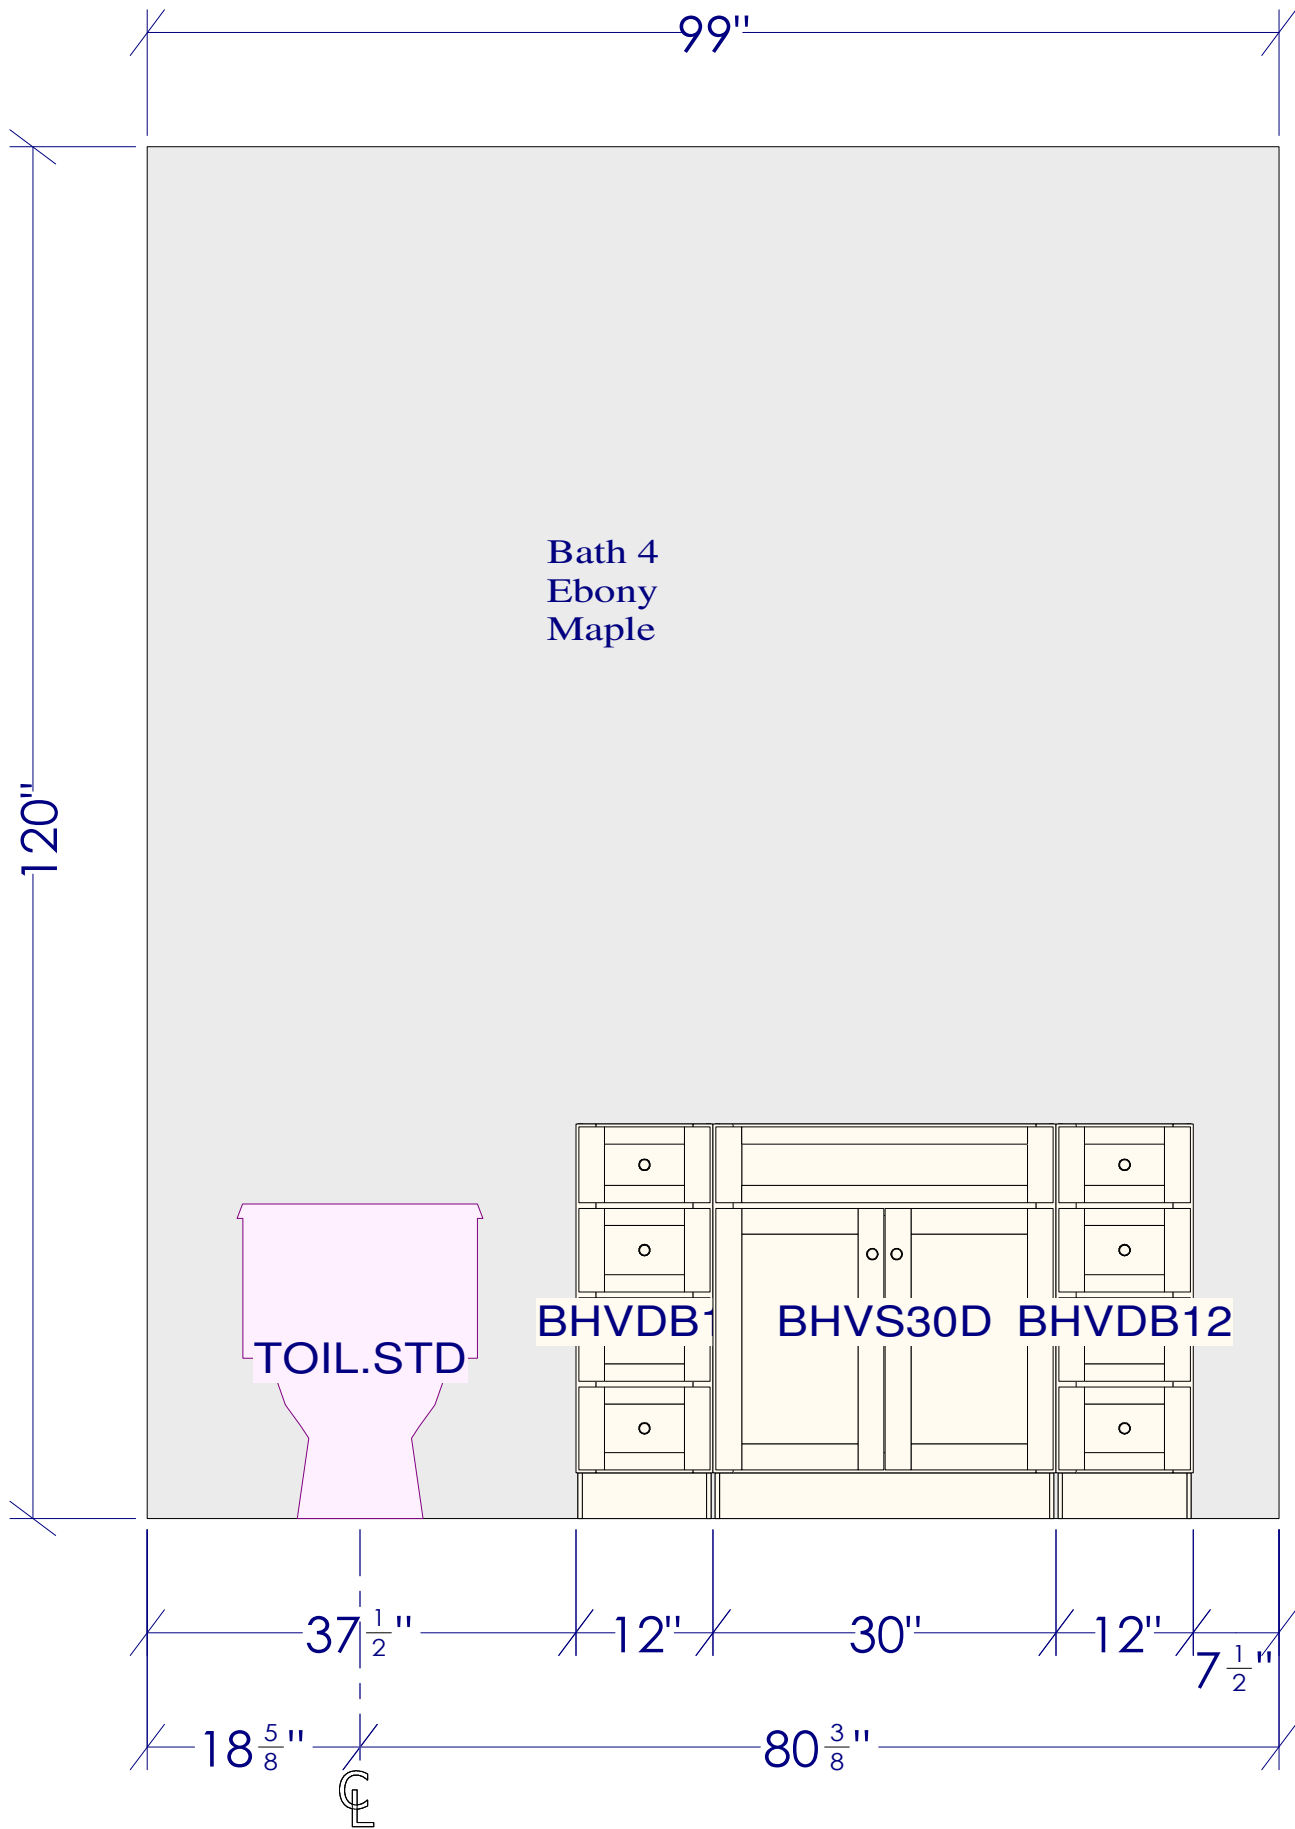 99"
120"
Bath 4
Ebony
Maple
BHVDB1
BHVS30D
BHVDB12
TOIL.STD
37 1/2"
12"
30"
12"
7 1/2"
18 5/8"
80 3/8"
CL